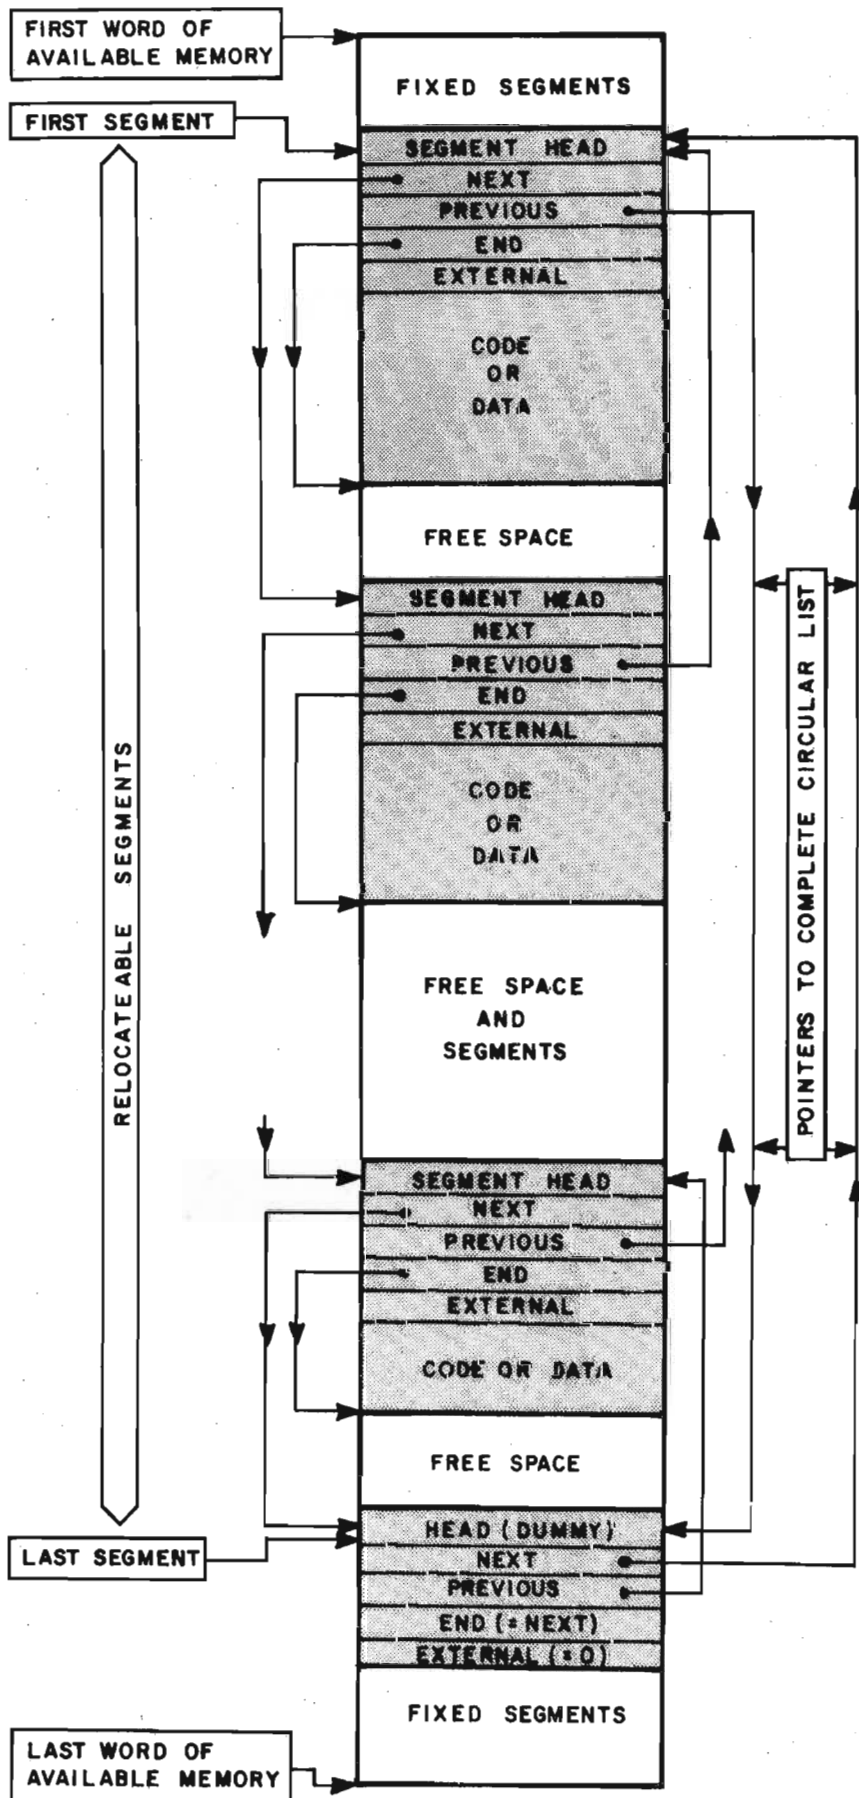 FIRST WORD OF
AVAILABLE MEMORY
FIXED SEGMENTS
FIRST SEGMENT
SEGMENT HEAD
NEXT
PREVIOUS
END
EXTERNAL
CODE
OR
DATA
FREE SPACE
SEGMENT HEAD
NEXT
PREVIOUS
END
EXTERNAL
CODE
OR
DATA
RELOCATEABLE SEGMENTS
POINTERS TO COMPLETE CIRCULAR LIST
FREE SPACE
AND
SEGMENTS
SEGMENT HEAD
NEXT
PREVIOUS
END
EXTERNAL
CODE OR DATA
FREE SPACE
HEAD (DUMMY)
LAST SEGMENT
NEXT
PREVIOUS
END (=NEXT)
EXTERNAL (=0)
FIXED SEGMENTS
LAST WORD OF
AVAILABLE MEMORY